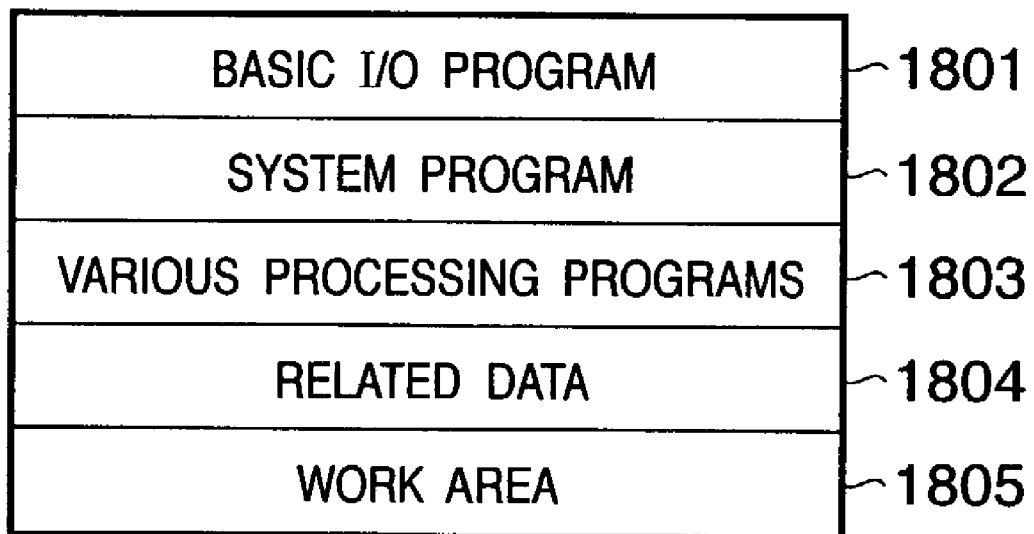 BASIC I/O PROGRAM 1801
SYSTEM PROGRAM 1802
VARIOUS PROCESSING PROGRAMS 1803
RELATED DATA 1804
WORK AREA 1805